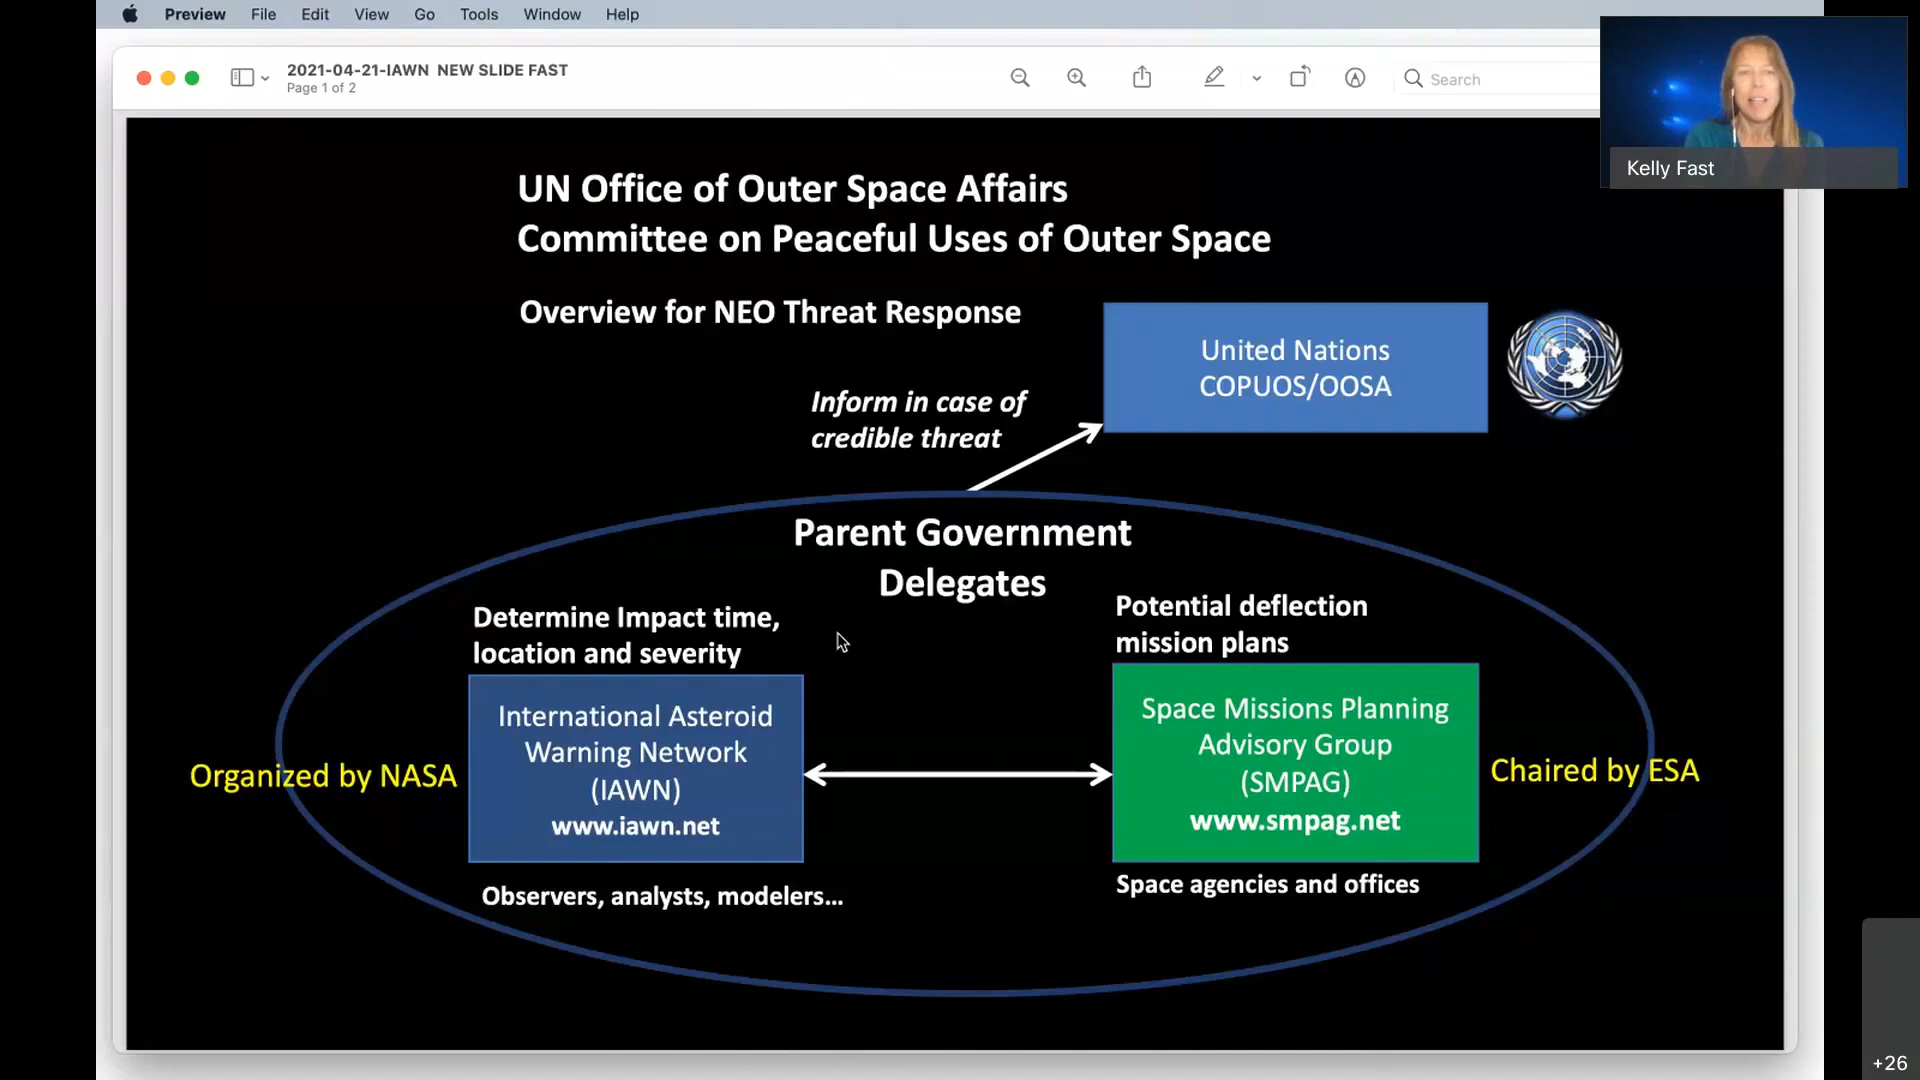 Preview File Edit View Go Tools Window Help
2021-04-21-IAWN NEW SLIDE FAST
Page 1 of 2
Search
Kelly Fast
UN Office of Outer Space Affairs
Committee on Peaceful Uses of Outer Space
Overview for NEO Threat Response
United Nations
COPUOS/OOSA
Inform in case of
credible threat
Parent Government
Delegates
Determine Impact time,
location and severity
International Asteroid
Warning Network
(IAWN)
www.iawn.net
Organized by NASA
Observers, analysts, modelers...
Potential deflection
mission plans
Space Missions Planning
Advisory Group
(SMPAG)
www.smpag.net
Chaired by ESA
Space agencies and offices
+26